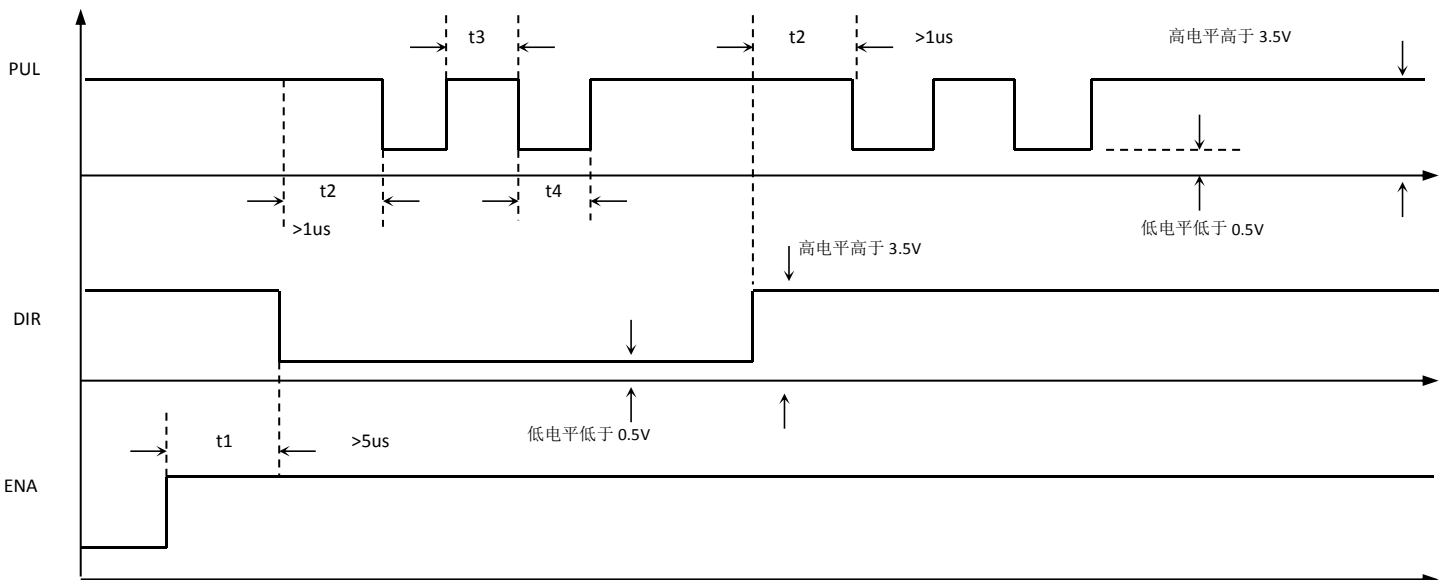 t3
t2
>1us
高电平高于 3.5V
PUL
t2
t4
>1us
低电平低于 0.5V
高电平高于 3.5V
DIR
t1
>5us
低电平低于 0.5V
ENA